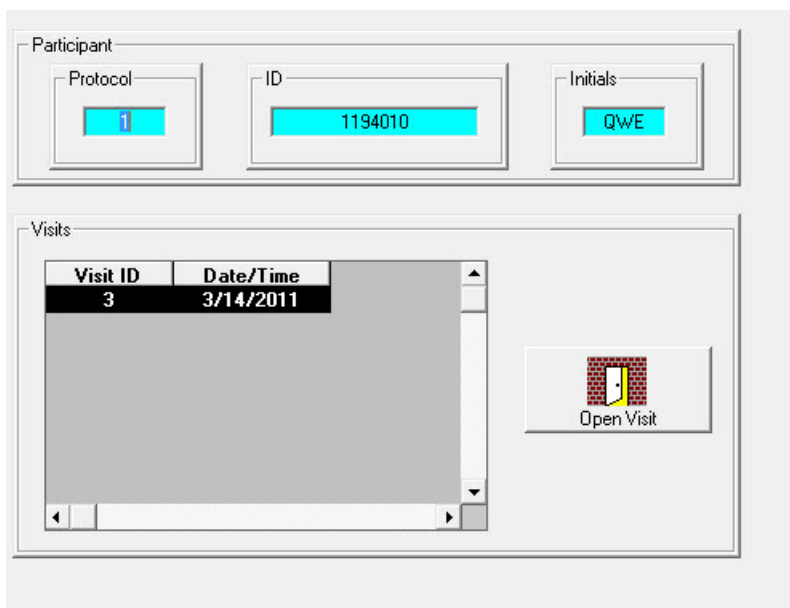 Participant
Protocol ID Initials
1 1194010 QWE
Visits
Visit ID Date/Time
3 3/14/2011
Open Visit